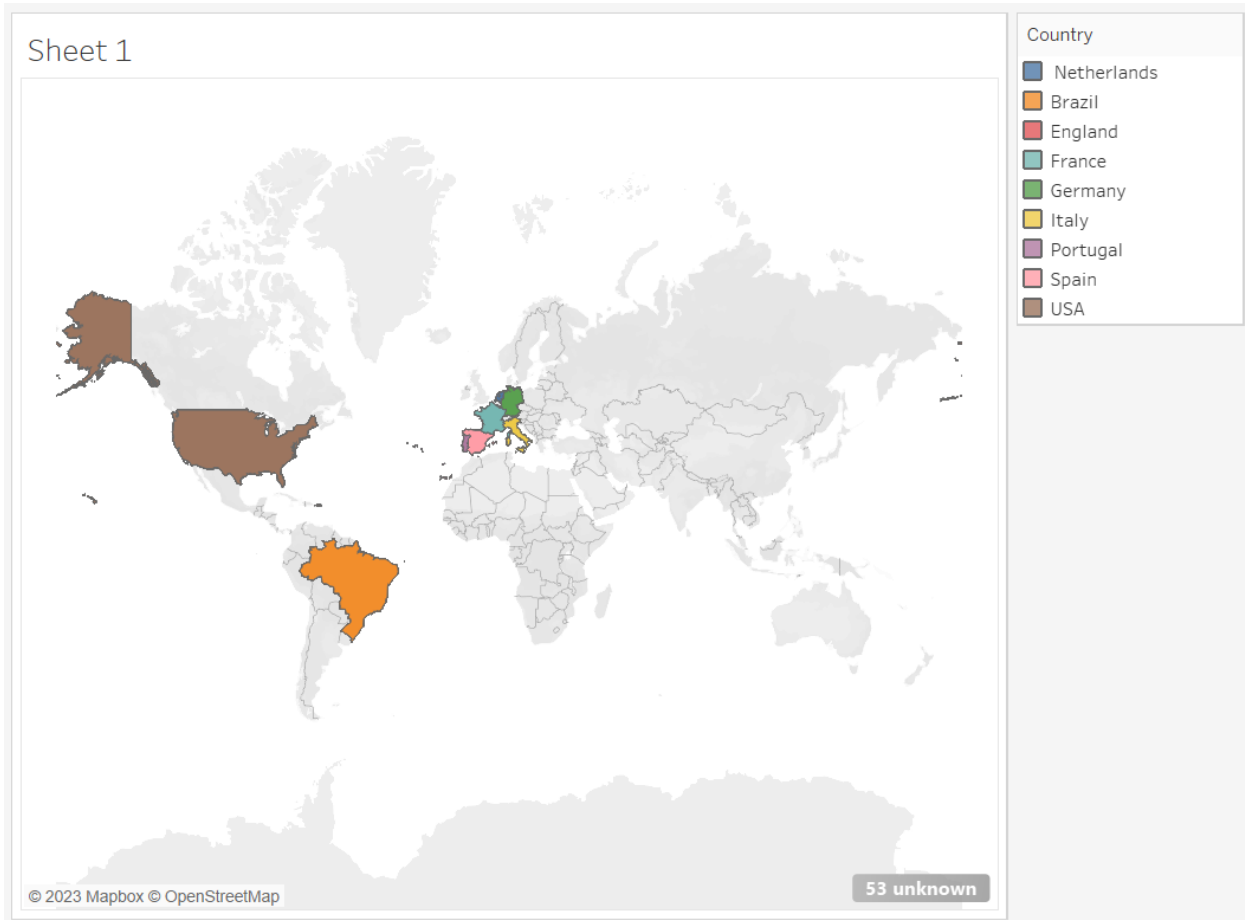 Sheet 1
Country
Netherlands
Brazil
England
France
Germany
Italy
Portugal
Spain
USA
© 2023 Mapbox © OpenStreetMap
53 unknown